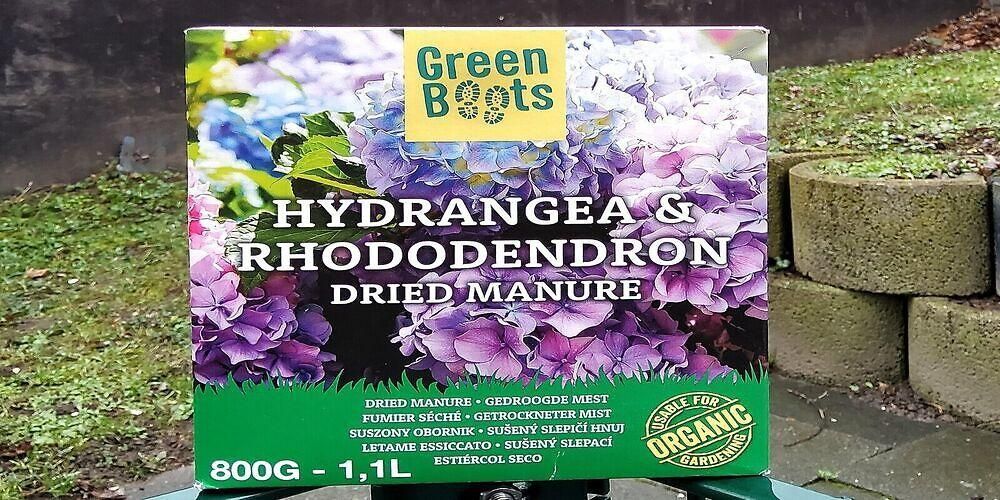 Green
Boots
HYDRANGEA &
RHODODENDRON
DRIED MANURE
DRIED MANURE • GEDROOGDE MEST
FUMIER SÉCHÉ • GETROCKNETER MIST
SUSZONY OBORNIK • SUŠENÝ SLEPIČÍ HNUJ
LETAME ESSICCATO • SUŠENÝ SLEPACÍ
ESTIÉRCOL SECO
800G - 1,1L
USABLE FOR
ORGANIC
GARDENING